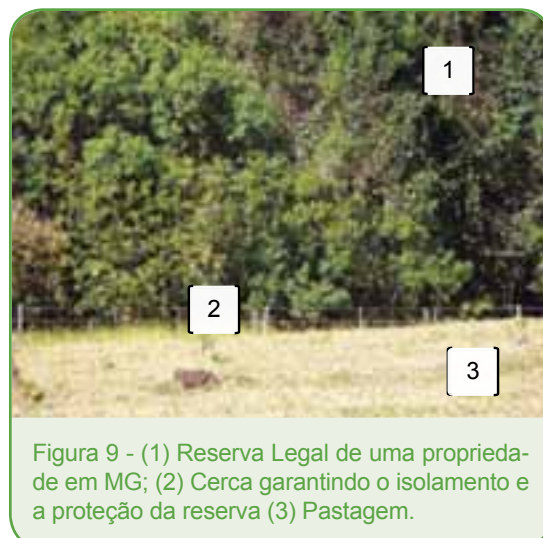 1
2
3
Figura 9 - (1) Reserva Legal de uma proprieda-
de em MG; (2) Cerca garantindo o isolamento e
a proteção da reserva (3) Pastagem.